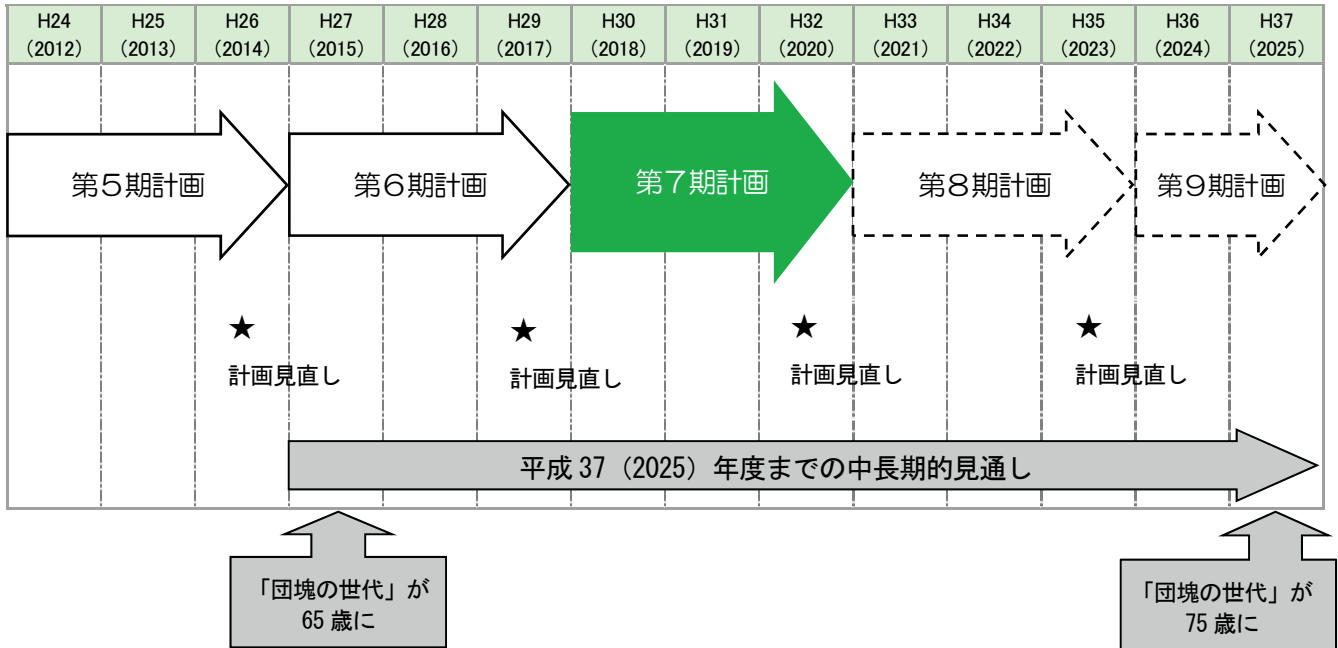 H24 H25 H26 H27 H28 H29 H30 H31 H32 H33 H34 H35 H36 H37
（2012） （2013） （2014） （2015） （2016） （2017） （2018） （2019） （2020） （2021） （2022） （2023） （2024） （2025）
第５期計画 第６期計画 第７期計画 第８期計画 第９期計画
★ ★ ★ ★
計画見直し 計画見直し 計画見直し 計画見直し
平成 37（2025）年度までの中長期的見通し
「団塊の世代」が
65 歳に
「団塊の世代」が
75 歳に